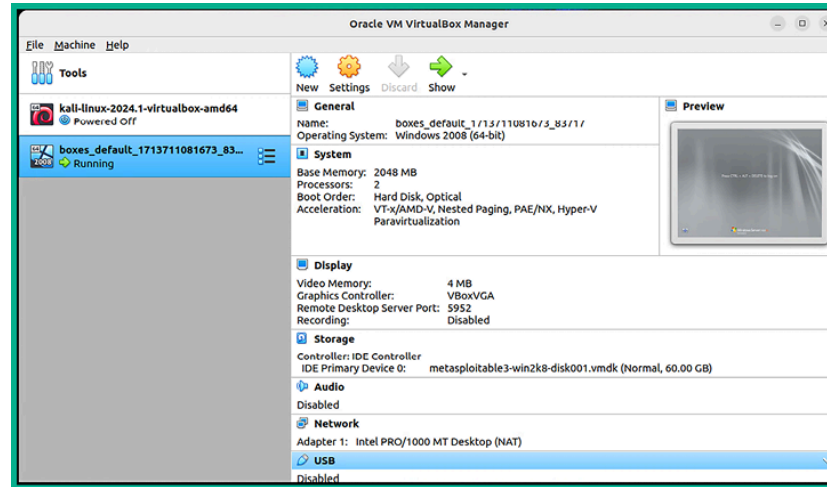 Oracle VM VirtualBox Manager
File Machine Help
Tools
New Settings Discard Show
kali-linux-2024.1-virtualbox-amd64
Powered Off
boxes_default_1713711081673_83...
Running
General
Name: boxes_default_1713711081673_83717
Operating System: Windows 2008 (64-bit)
System
Base Memory: 2048 MB
Processors: 2
Boot Order: Hard Disk, Optical
Acceleration: VT-x/AMD-V, Nested Paging, PAE/NX, Hyper-V
Paravirtualization
Preview
Display
Video Memory: 4 MB
Graphics Controller: VBoxVGA
Remote Desktop Server Port: 5952
Recording: Disabled
Storage
Controller: IDE Controller
IDE Primary Device 0: metasploitable3-win2k8-disk001.vmdk (Normal, 60.00 GB)
Audio
Disabled
Network
Adapter 1: Intel PRO/1000 MT Desktop (NAT)
USB
Disabled